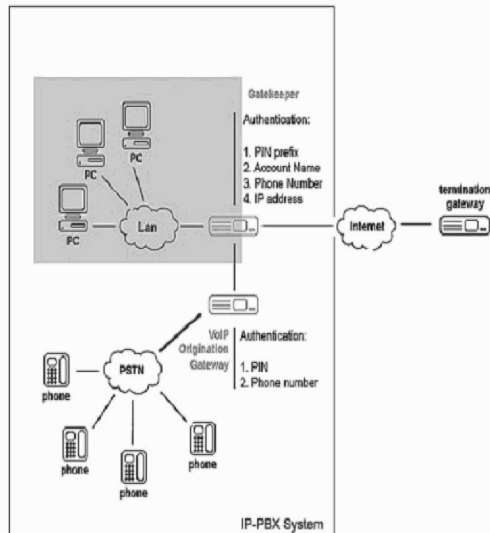 Gatekeeper
Authentication:
1. PIN prefix
2. Account Name
3. Phone Number
4. IP address
PC
PC
PC
Lan
Internet
termination
gateway
VoIP
Origination
Gateway
Authentication:
1. PIN
2. Phone number
PSTN
phone
phone
phone
phone
IP-PBX System